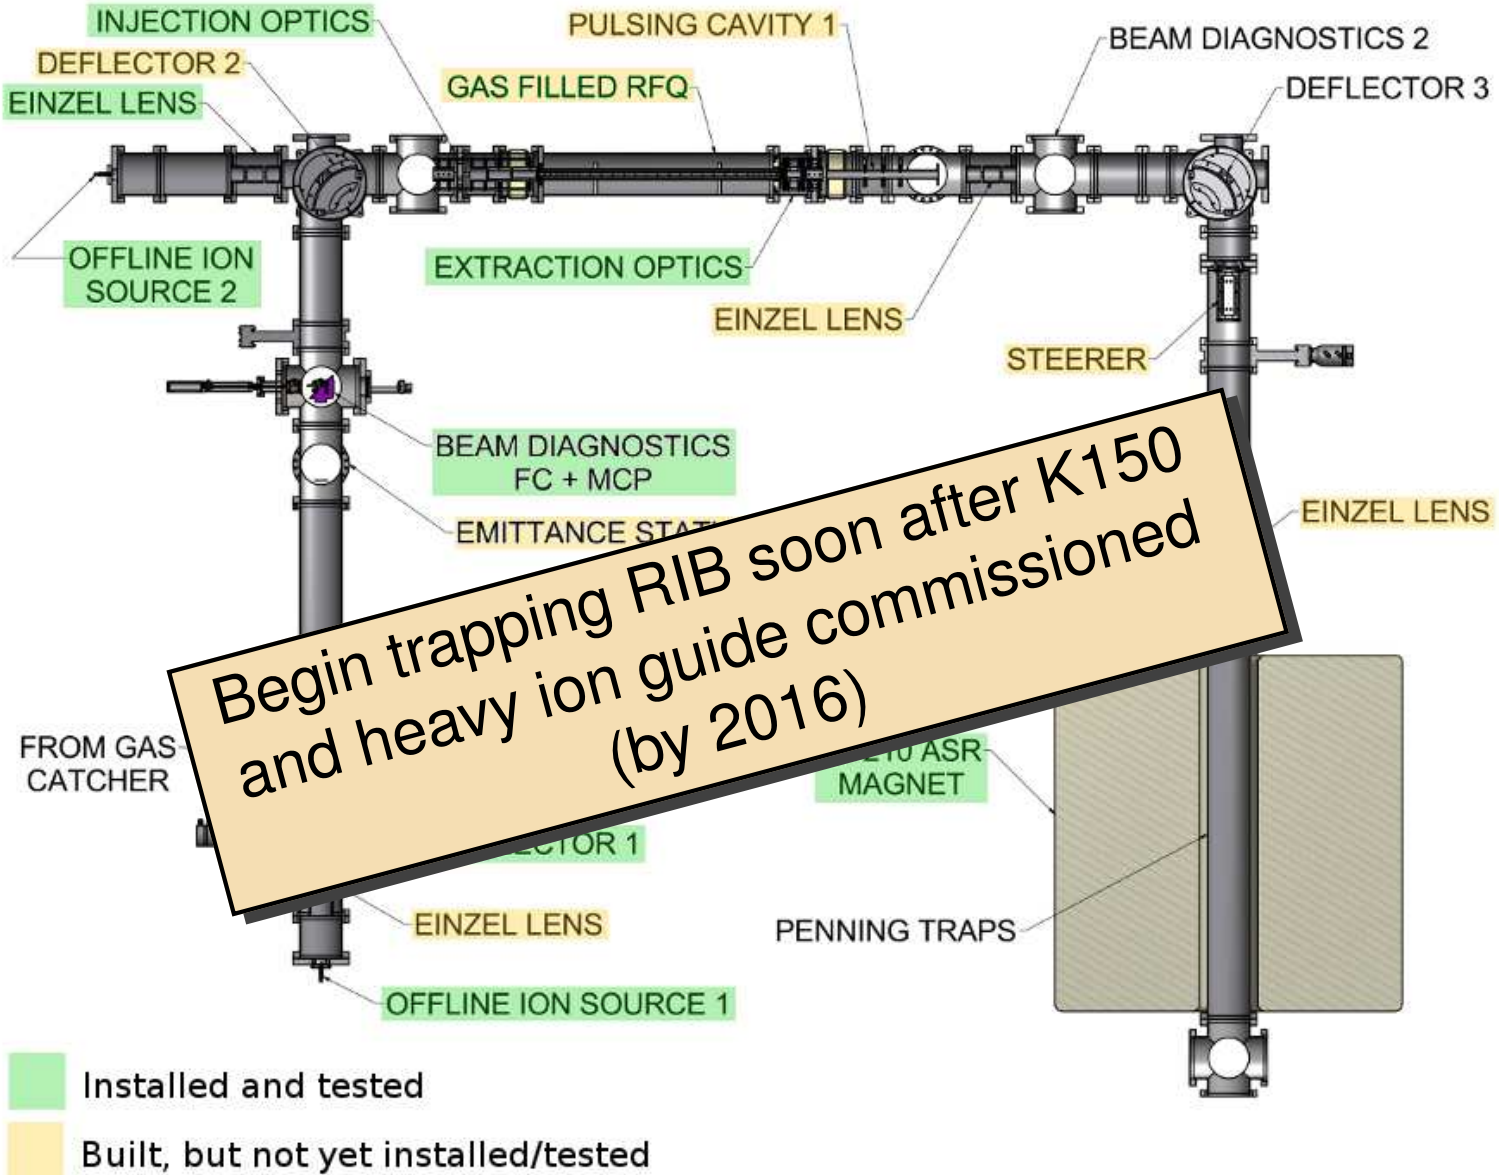 INJECTION OPTICS
PULSING CAVITY 1
BEAM DIAGNOSTICS 2
DEFLECTOR 2
GAS FILLED RFQ
DEFLECTOR 3
EINZEL LENS
OFFLINE ION
SOURCE 2
EXTRACTION OPTICS
EINZEL LENS
STEERER
BEAM DIAGNOSTICS
FC + MCP
EMITTANCE
EINZEL LENS
Begin trapping RIB soon after K150
and heavy ion guide commissioned
(by 2016)
FROM GAS
CATCHER
ASR
MAGNET
1
EINZEL LENS
PENNING TRAPS
OFFLINE ION SOURCE 1
Installed and tested
Built, but not yet installed/tested